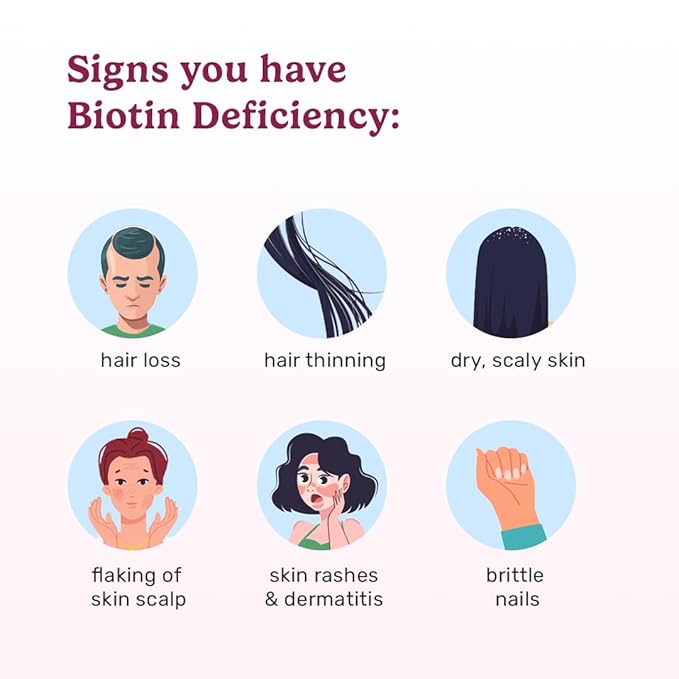 Signs you have
Biotin Deficiency:
hair loss
hair thinning
dry, scaly skin
flaking of
skin scalp
skin rashes
& dermatitis
brittle
nails